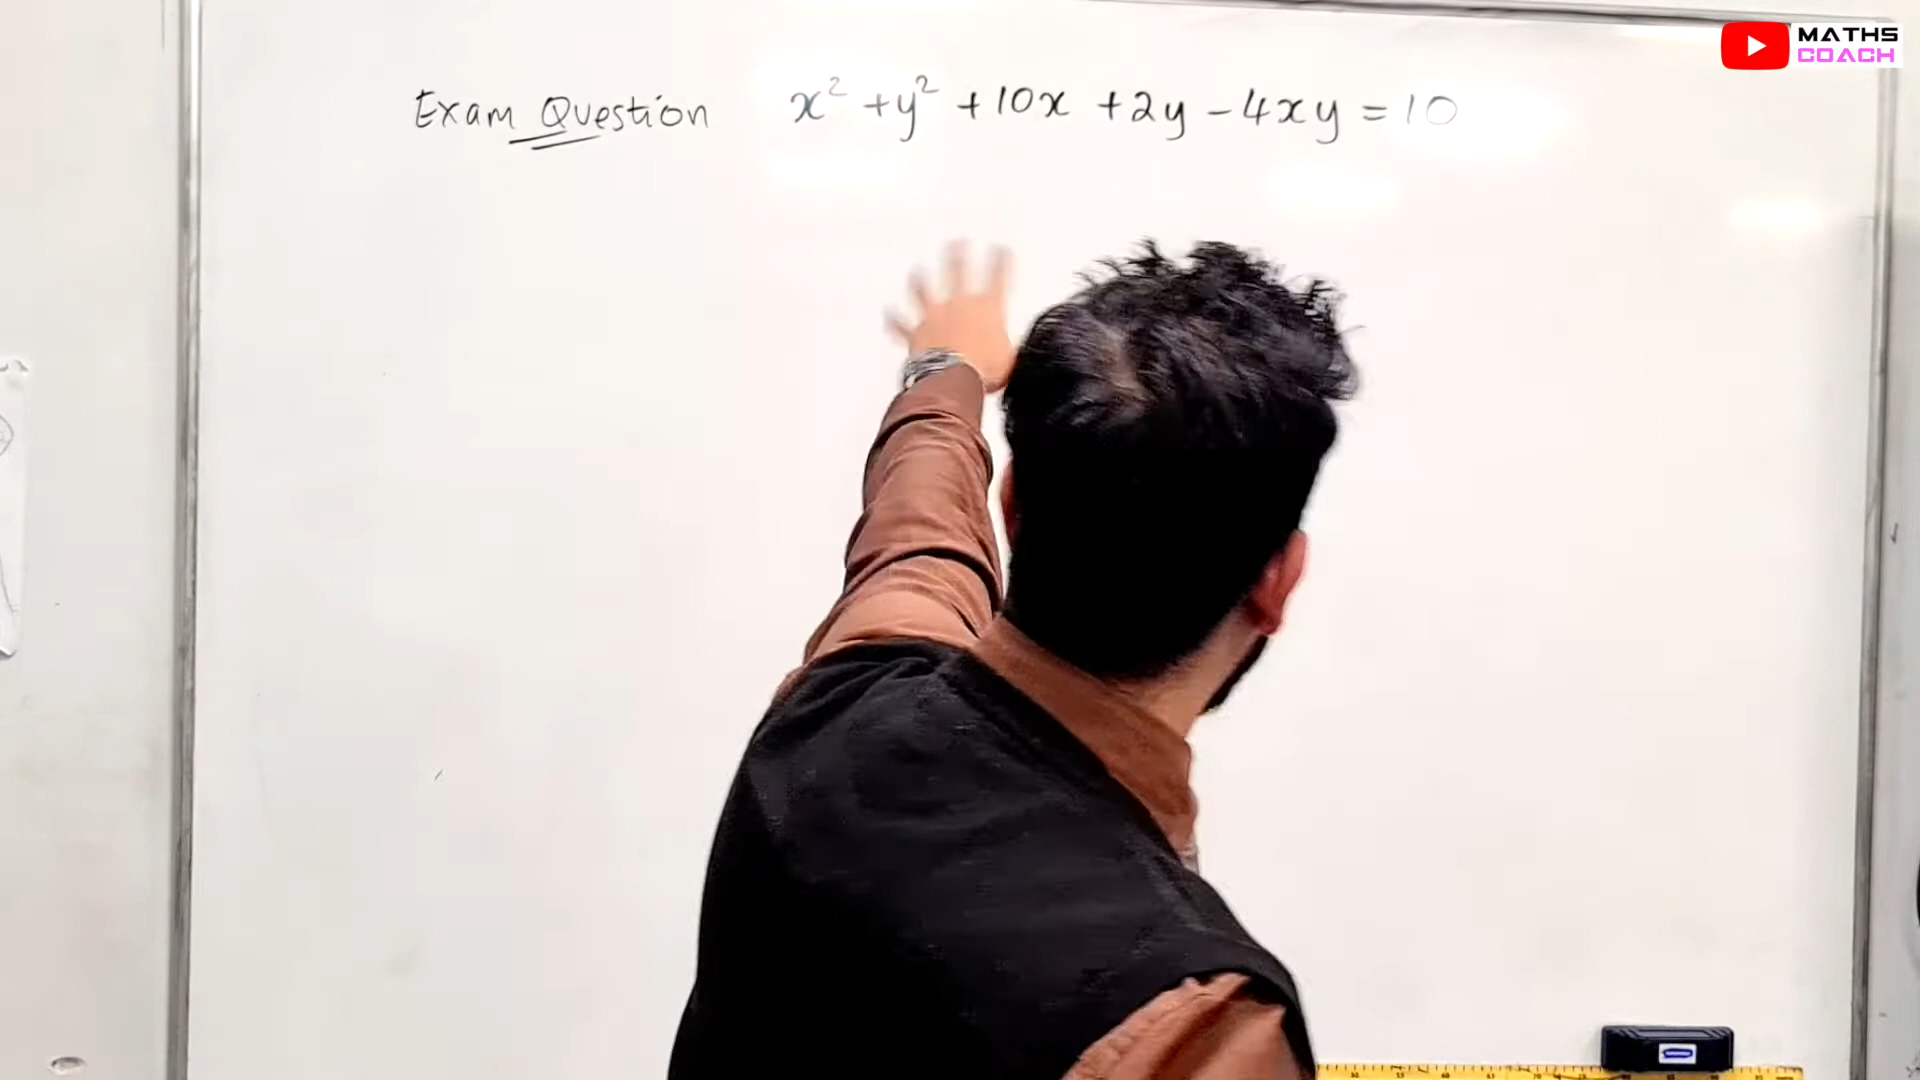 MATHS
COACH
Exam Question x² + y² + 10x + 2y - 4xy = 10